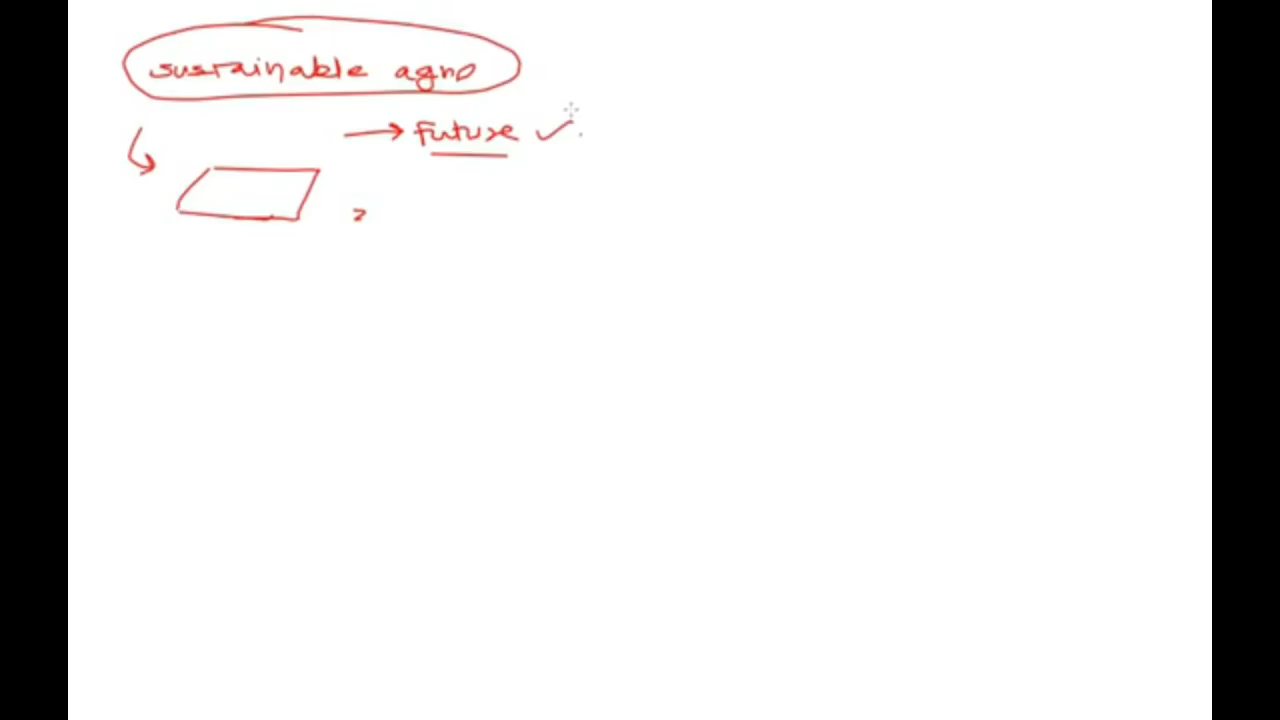 sustainable agro
→ Future ✓